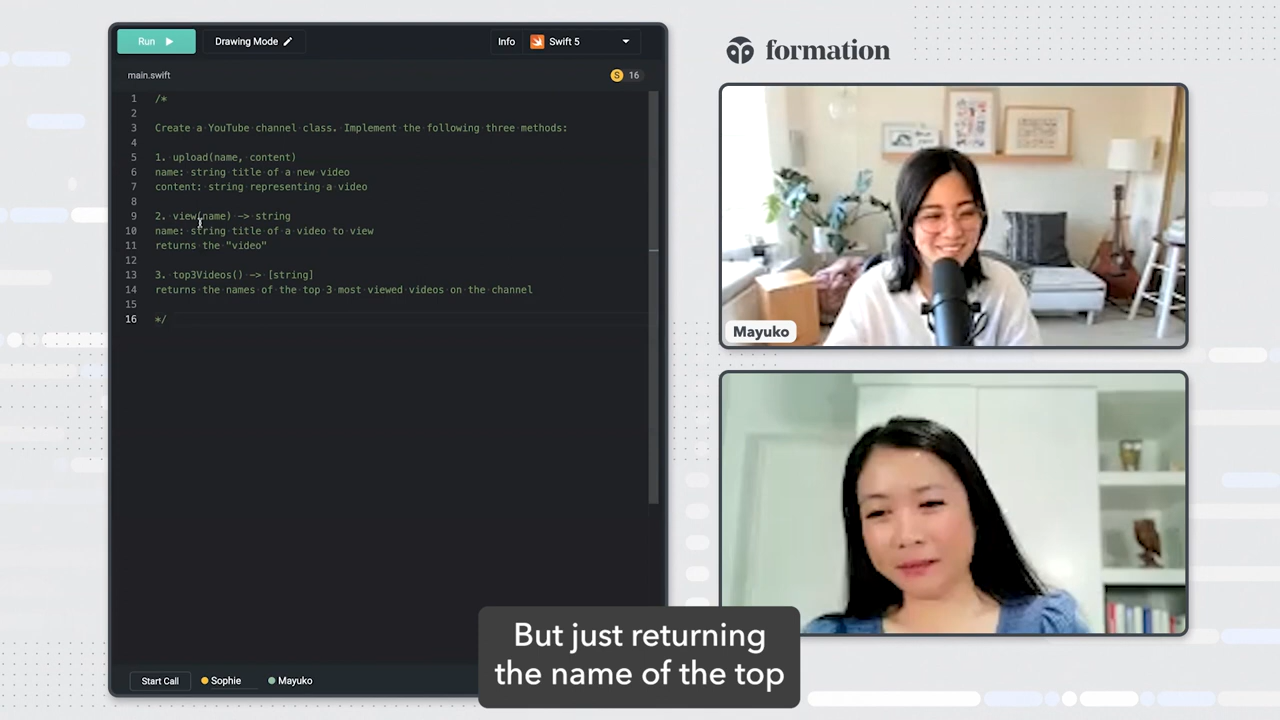 Run
Drawing Mode
Info
Swift 5
main.swift
S 16
1 /*
2
3 Create a YouTube channel class. Implement the following three methods:
4
5 1. upload(name, content)
6 name: string title of a new video
7 content: string representing a video
8
9 2. view(name) -> string
10 name: string title of a video to view
11 returns the "video"
12
13 3. top3Videos() -> [string]
14 returns the names of the top 3 most viewed videos on the channel
15
16 */
Start Call
Sophie
Mayuko
formation
Mayuko
But just returning
the name of the top